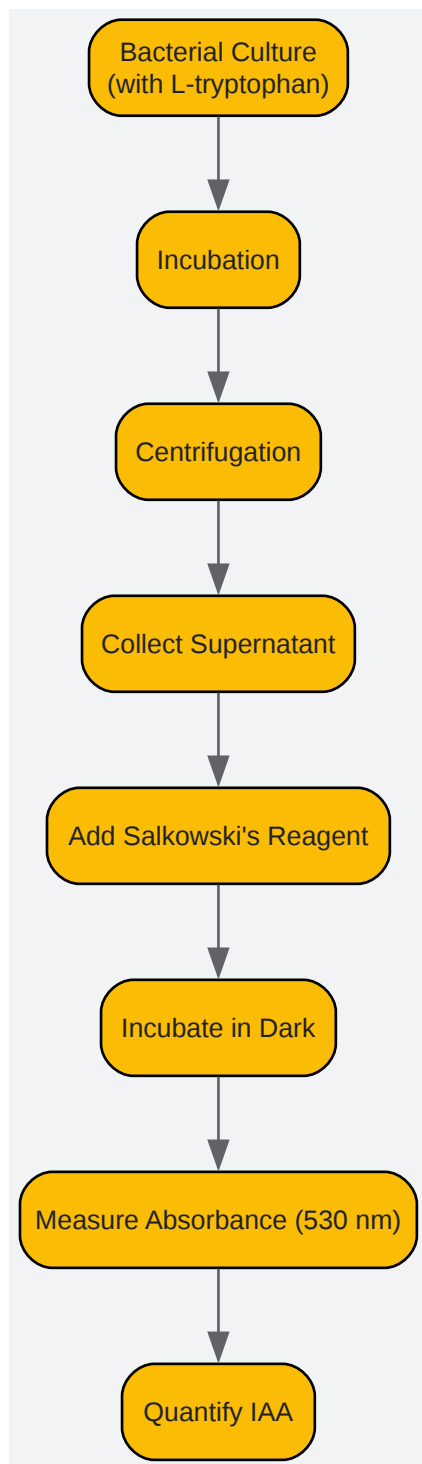 Bacterial Culture
(with L-tryptophan)
Incubation
Centrifugation
Collect Supernatant
Add Salkowski's Reagent
Incubate in Dark
Measure Absorbance (530 nm)
Quantify IAA